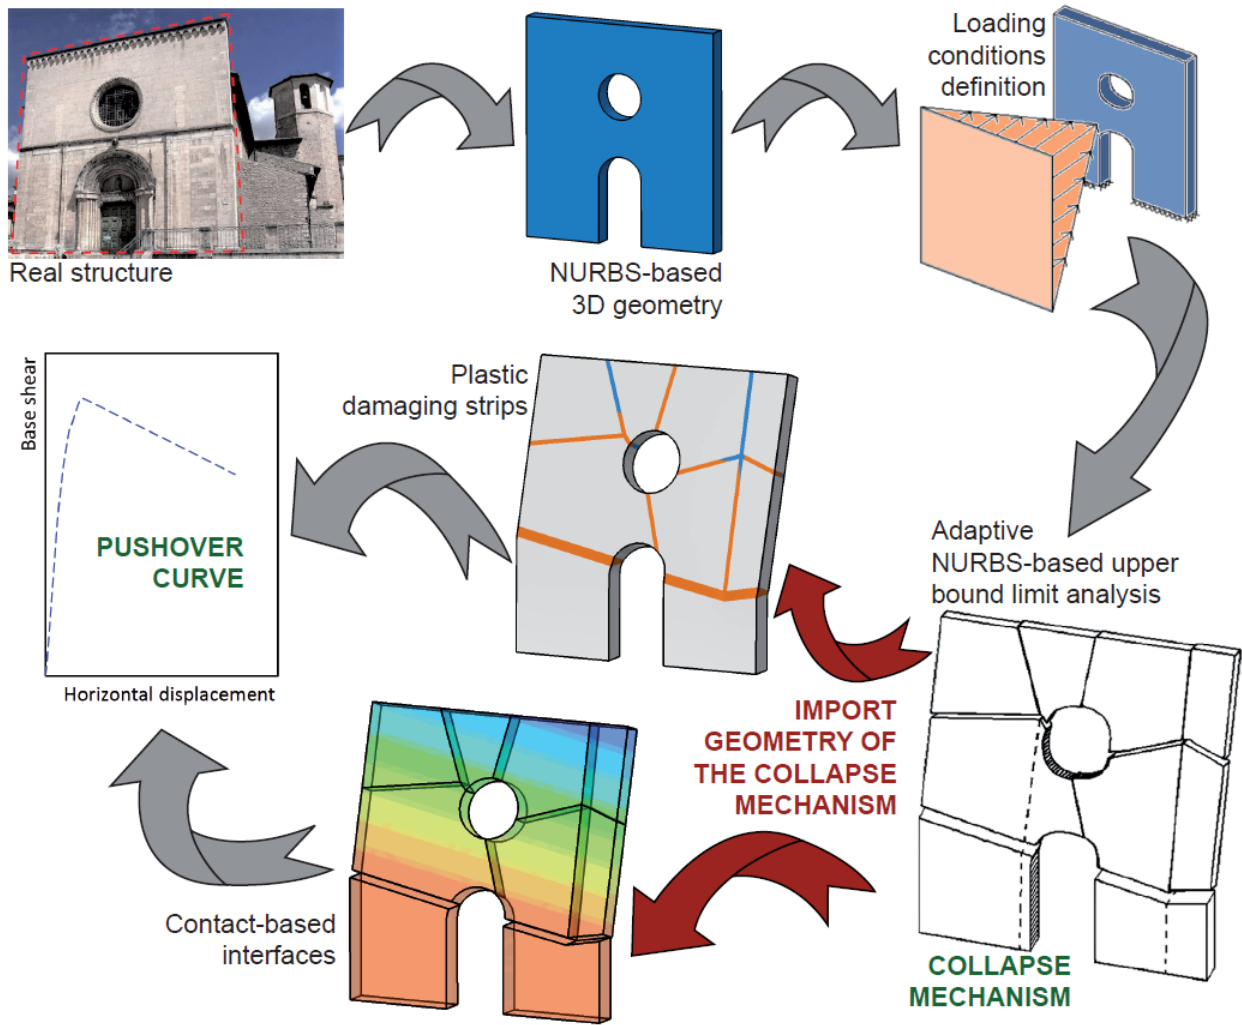 Loading
conditions
definition
Real structure
NURBS-based
3D geometry
Plastic
damaging strips
Base shear
PUSHOVER
CURVE
Horizontal displacement
Adaptive
NURBS-based upper
bound limit analysis
IMPORT
GEOMETRY OF
THE COLLAPSE
MECHANISM
Contact-based
interfaces
COLLAPSE
MECHANISM